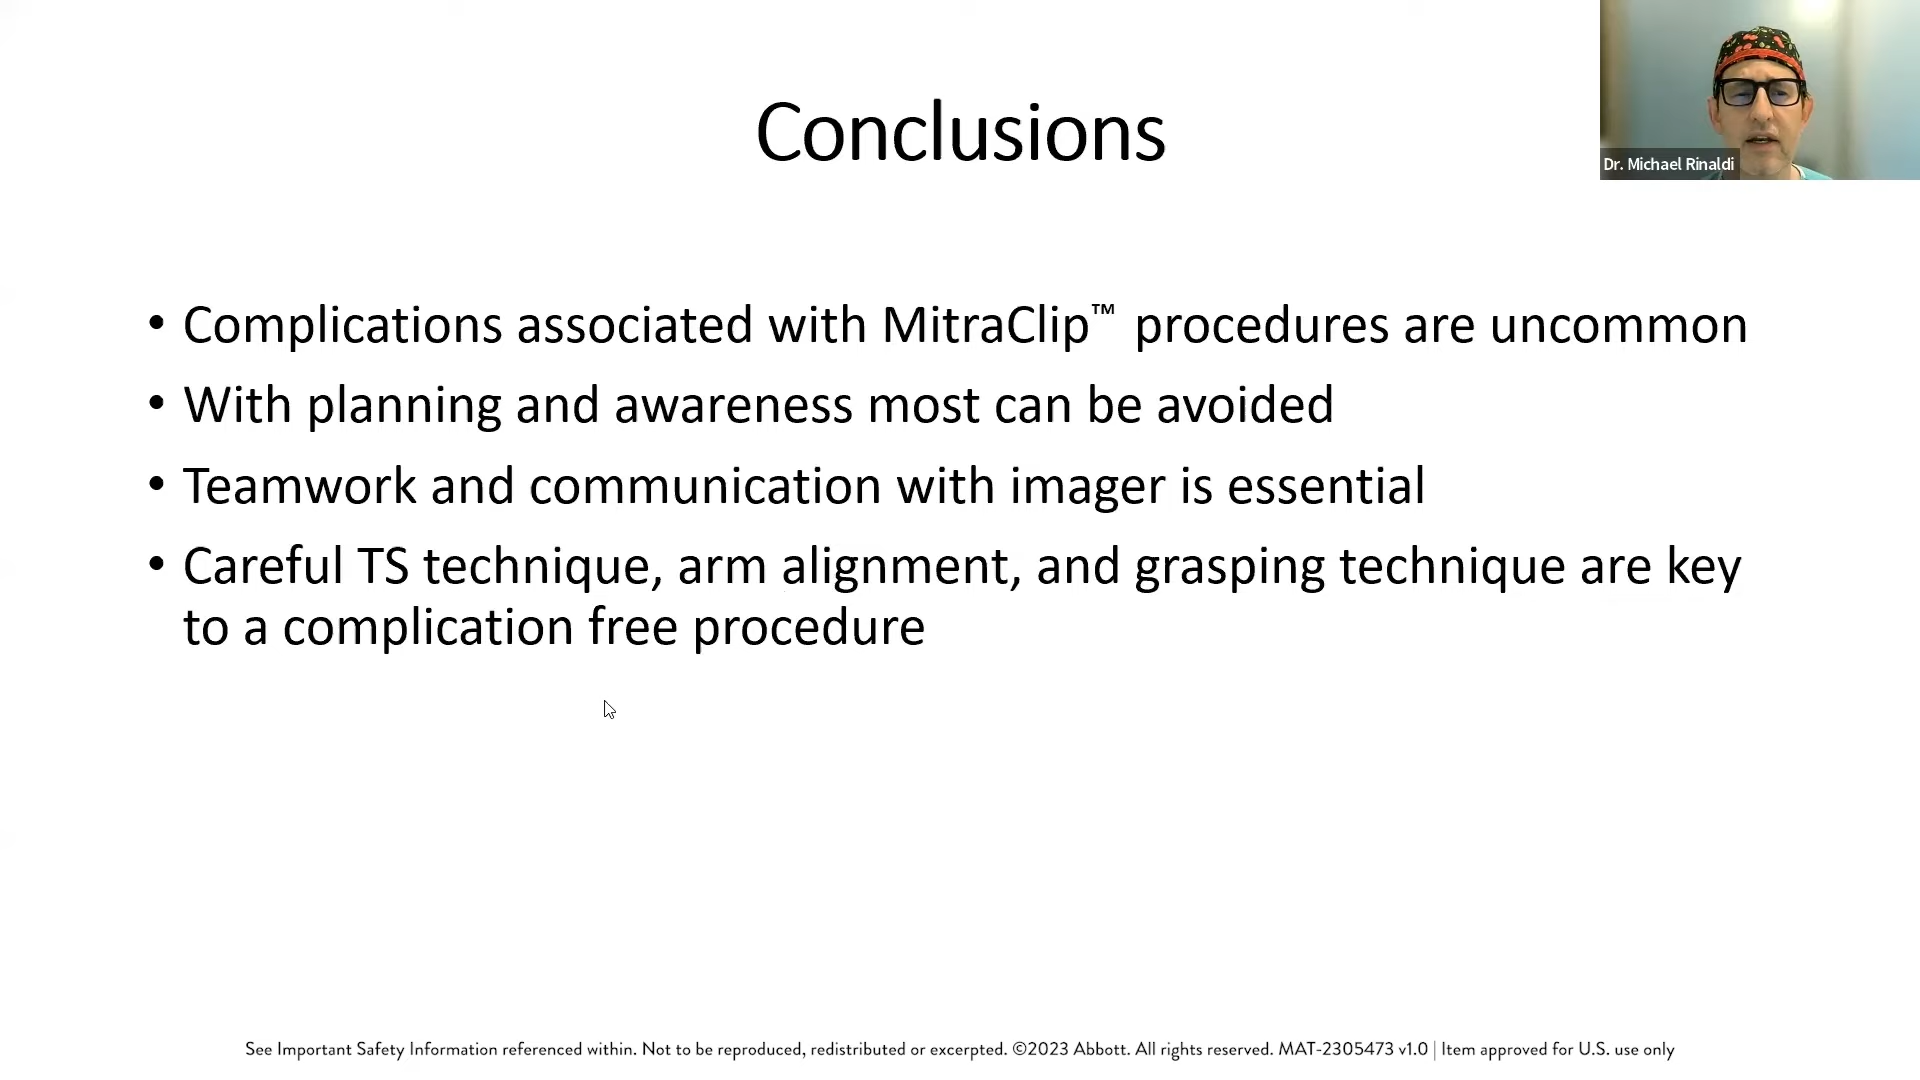 Conclusions
Dr. Michael Rinaldi
• Complications associated with MitraClip™ procedures are uncommon
• With planning and awareness most can be avoided
• Teamwork and communication with imager is essential
• Careful TS technique, arm alignment, and grasping technique are key
to a complication free procedure
See Important Safety Information referenced within. Not to be reproduced, redistributed or excerpted. ©2023 Abbott. All rights reserved. MAT-2305473 v1.0 | Item approved for U.S. use only